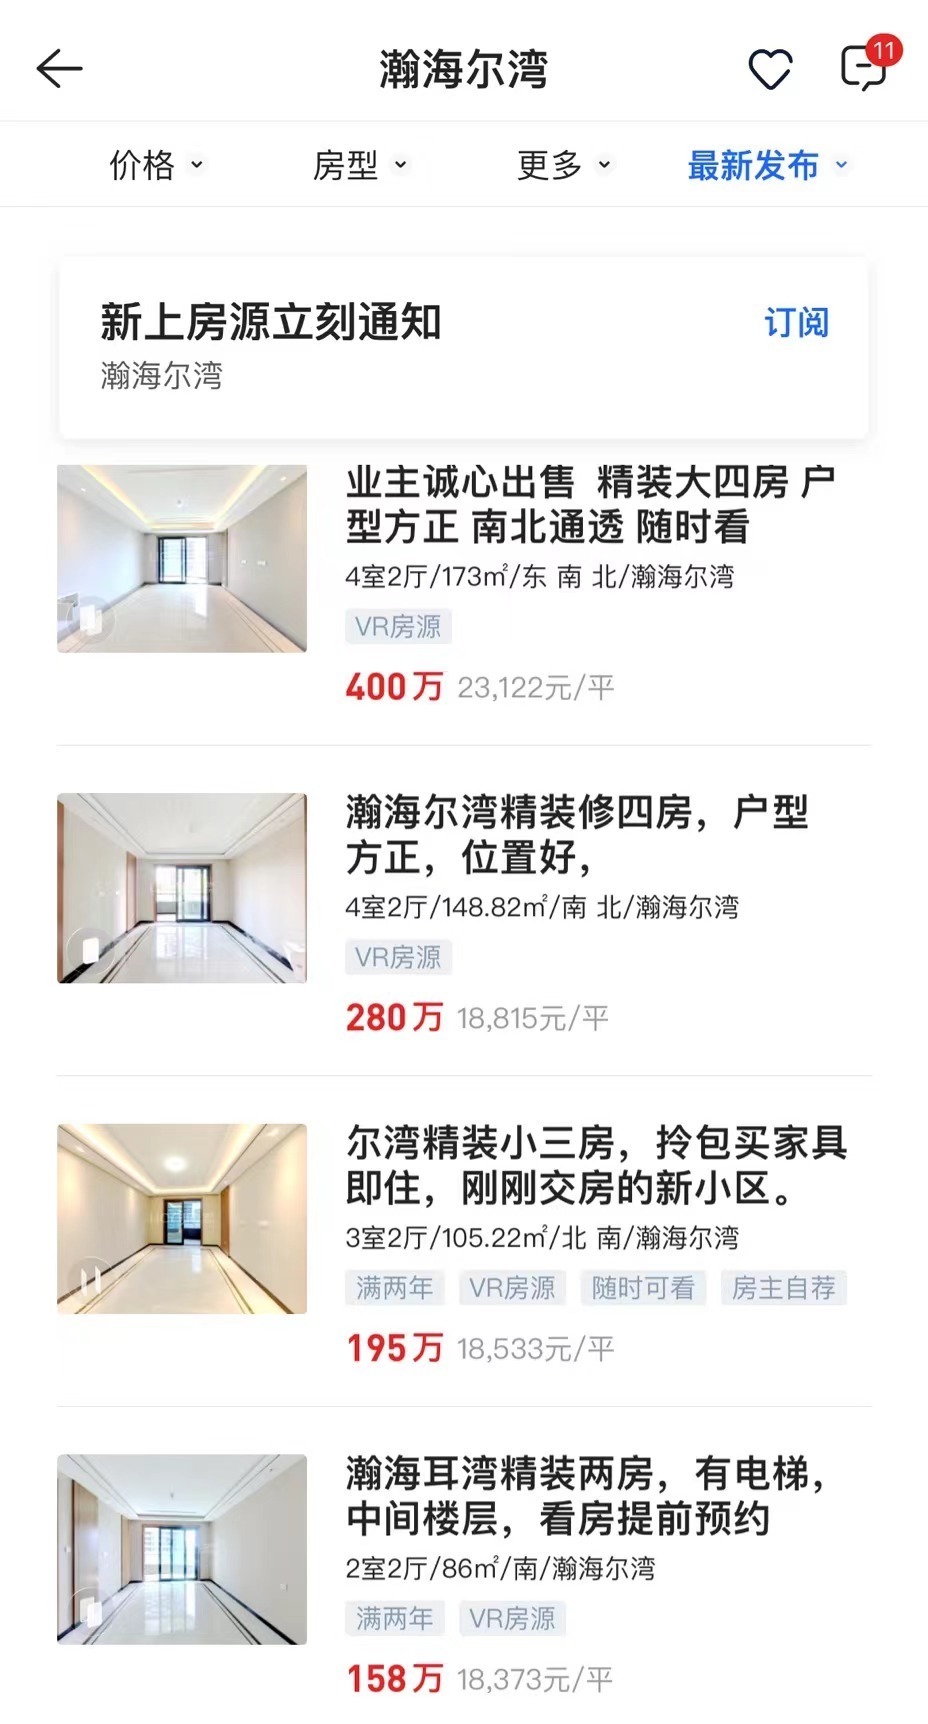 瀚海尔湾
11
价格 房型 更多 最新发布
新上房源立刻通知 订阅
瀚海尔湾
业主诚心出售 精装大四房 户
型方正 南北通透 随时看
4室2厅/173㎡/东 南 北/瀚海尔湾
VR房源
400万 23,122元/平
瀚海尔湾精装修四房，户型
方正，位置好，
4室2厅/148.82㎡/南 北/瀚海尔湾
VR房源
280万 18,815元/平
尔湾精装小三房，拎包买家具
即住，刚刚交房的新小区。
3室2厅/105.22㎡/北 南/瀚海尔湾
满两年 VR房源 随时可看 房主自荐
195万 18,533元/平
瀚海耳湾精装两房，有电梯，
中间楼层，看房提前预约
2室2厅/86㎡/南/瀚海尔湾
满两年 VR房源
158万 18,373元/平